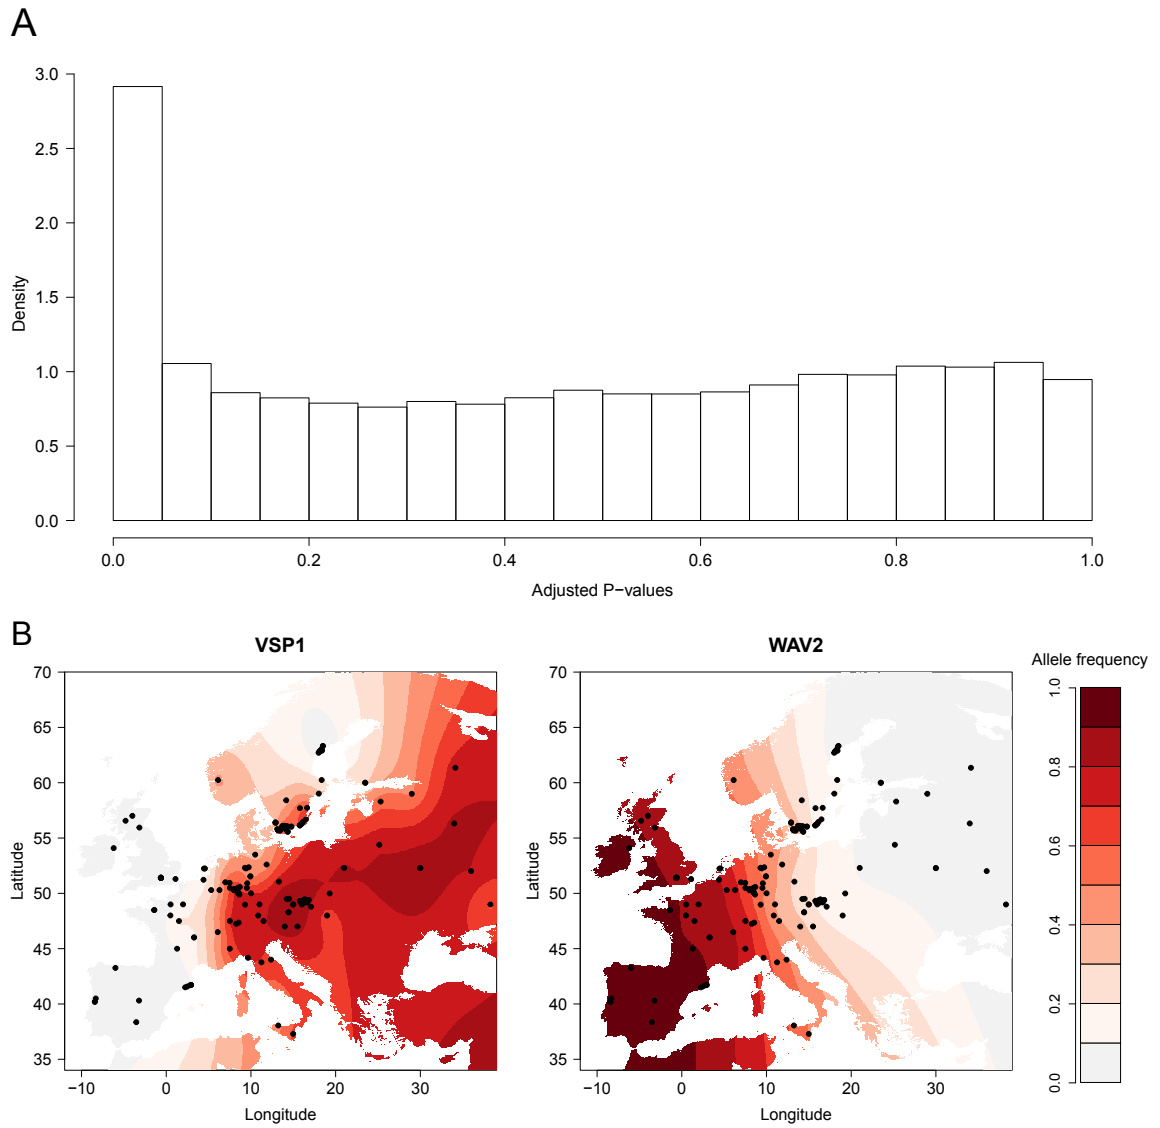 A
3.0
2.5
2.0
1.5
1.0
0.5
0.0
Density
0.0 0.2 0.4 0.6 0.8 1.0
Adjusted P−values
B
VSP1 WAV2
Allele frequency
70
65
60
55
50
45
40
35
Latitude
−10 0 10 20 30
Longitude
70
65
60
55
50
45
40
35
Latitude
−10 0 10 20 30
Longitude
1.0
0.8
0.6
0.4
0.2
0.0